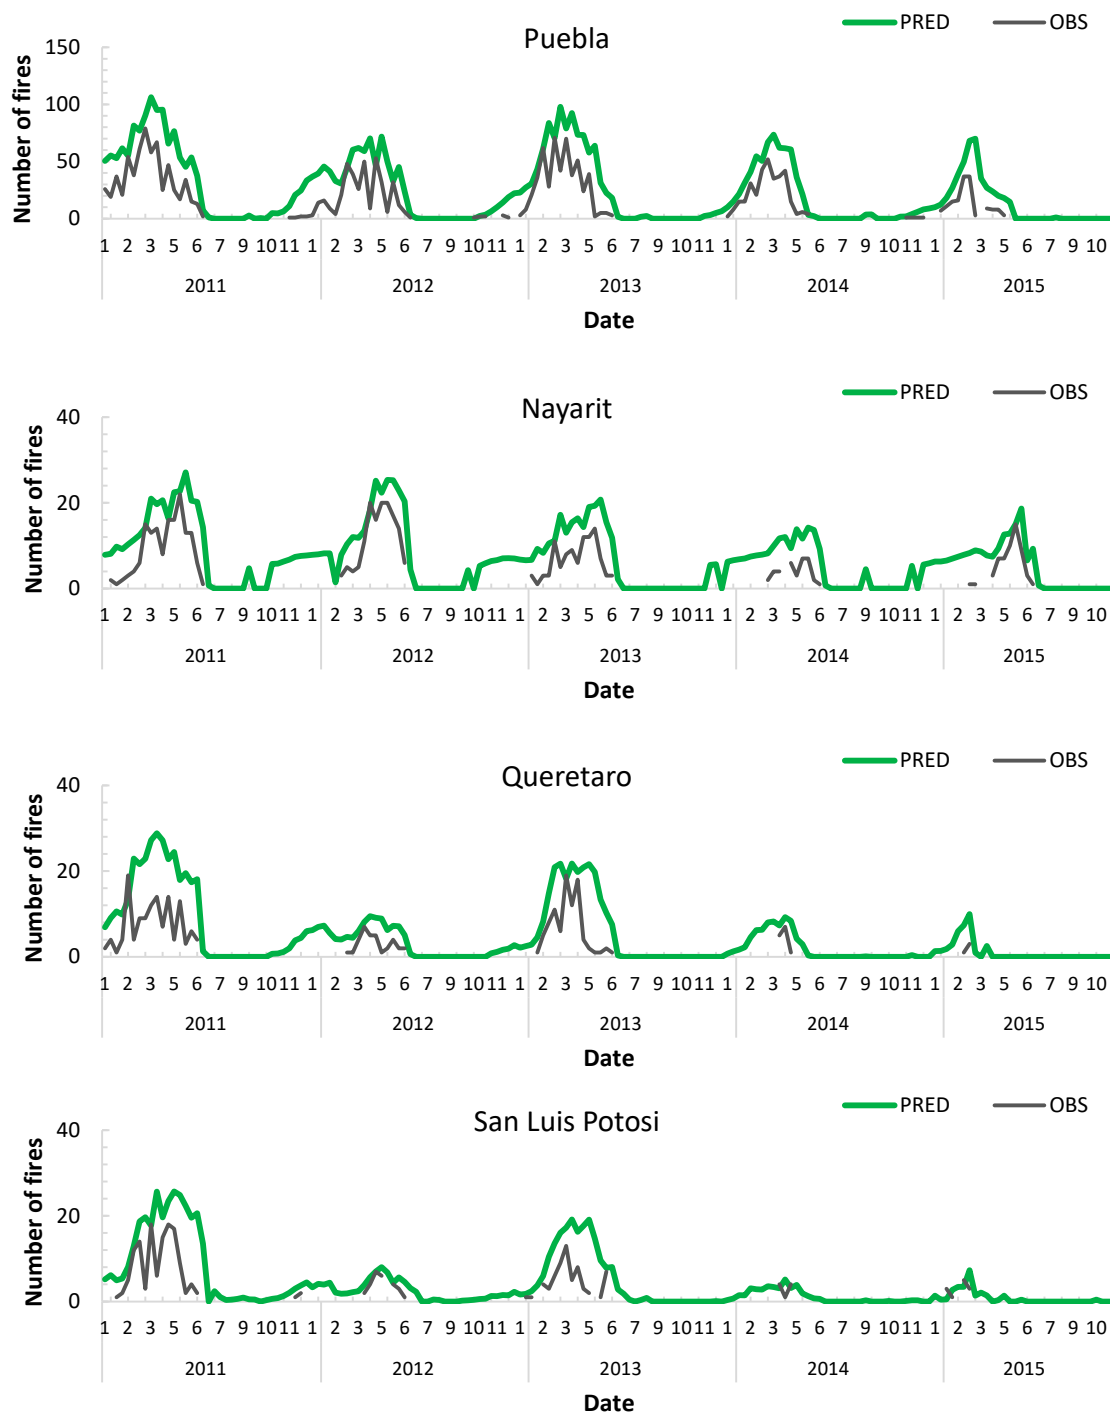 Puebla
PRED OBS
Number of fires
150
100
50
0
1 2 3 5 6 7 9 10 11 1 2 3 5 6 7 9 10 11 1 2 3 5 6 7 9 10 11 1 2 3 5 6 7 9 10 11 1 2 3 5 6 7 9 10
2011 2012 2013 2014 2015
Date
Nayarit
PRED OBS
Number of fires
40
20
0
1 2 3 5 6 7 9 10 11 1 2 3 5 6 7 9 10 11 1 2 3 5 6 7 9 10 11 1 2 3 5 6 7 9 10 11 1 2 3 5 6 7 9 10
2011 2012 2013 2014 2015
Date
Queretaro
PRED OBS
Number of fires
40
20
0
1 2 3 5 6 7 9 10 11 1 2 3 5 6 7 9 10 11 1 2 3 5 6 7 9 10 11 1 2 3 5 6 7 9 10 11 1 2 3 5 6 7 9 10
2011 2012 2013 2014 2015
Date
San Luis Potosi
PRED OBS
Number of fires
40
20
0
1 2 3 5 6 7 9 10 11 1 2 3 5 6 7 9 10 11 1 2 3 5 6 7 9 10 11 1 2 3 5 6 7 9 10 11 1 2 3 5 6 7 9 10
2011 2012 2013 2014 2015
Date